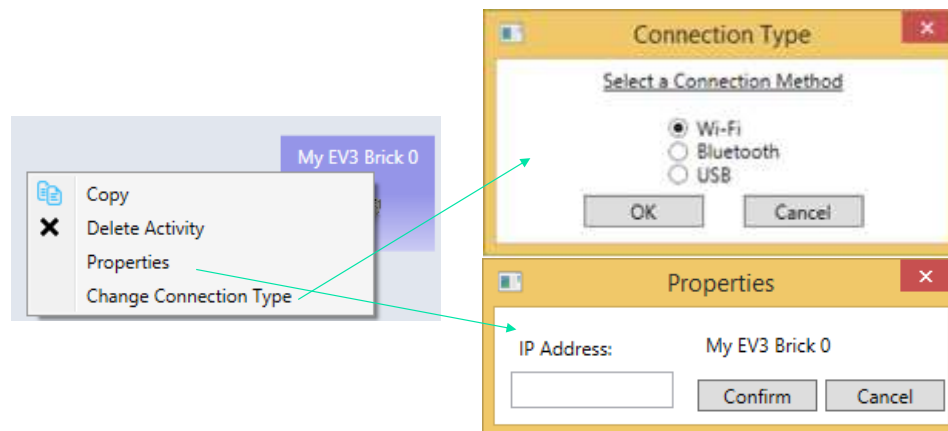 My EV3 Brick 0
Copy
Delete Activity
Properties
Change Connection Type
Connection Type
Select a Connection Method
Wi-Fi
Bluetooth
USB
OK Cancel
Properties
IP Address: My EV3 Brick 0
Confirm Cancel